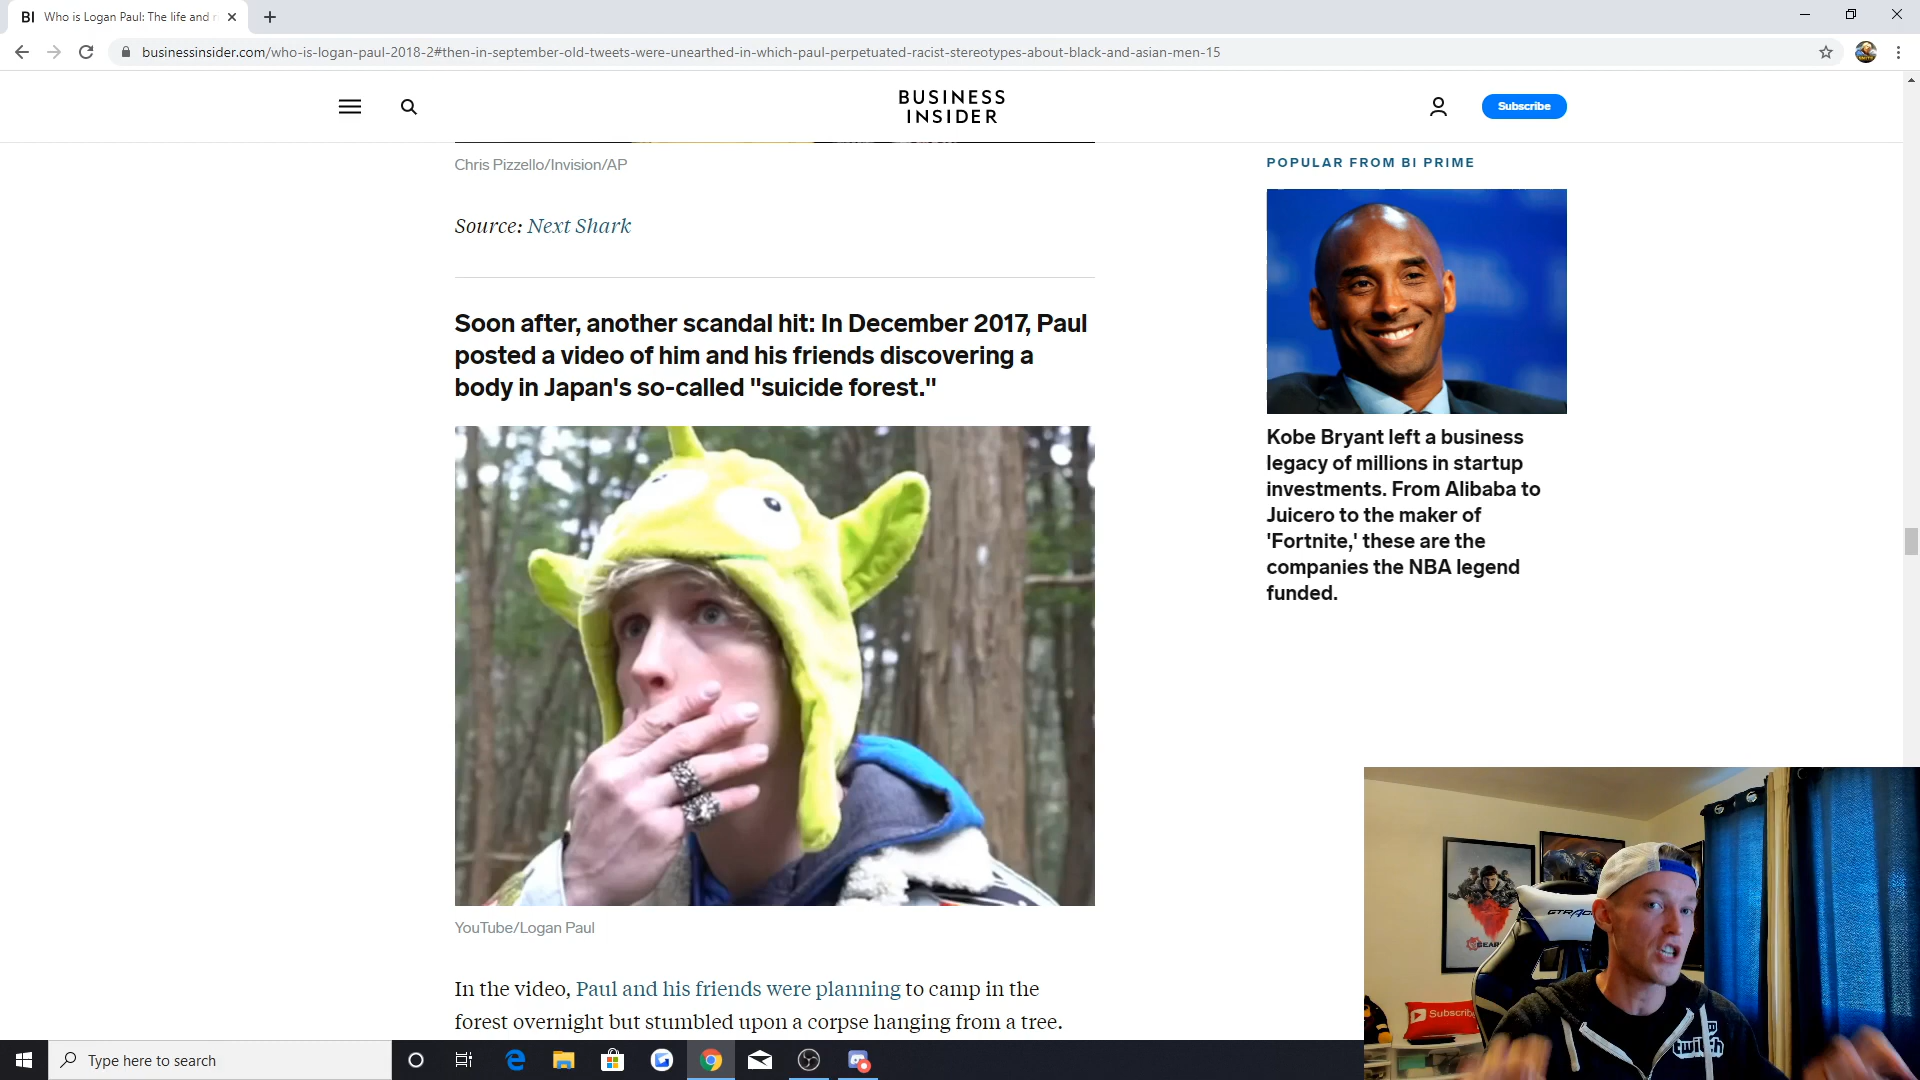 BI Who is Logan Paul: The life and r
businessinsider.com/who-is-logan-paul-2018-2#then-in-september-old-tweets-were-unearthed-in-which-paul-perpetuated-racist-stereotypes-about-black-and-asian-men-15
BUSINESS
INSIDER
Subscribe
Chris Pizzello/Invision/AP
Source: Next Shark
Soon after, another scandal hit: In December 2017, Paul
posted a video of him and his friends discovering a
body in Japan's so-called "suicide forest."
YouTube/Logan Paul
In the video, Paul and his friends were planning to camp in the
forest overnight but stumbled upon a corpse hanging from a tree.
POPULAR FROM BI PRIME
Kobe Bryant left a business
legacy of millions in startup
investments. From Alibaba to
Juicero to the maker of
'Fortnite,' these are the
companies the NBA legend
funded.
GEARS
Subscribe
twitch
Type here to search